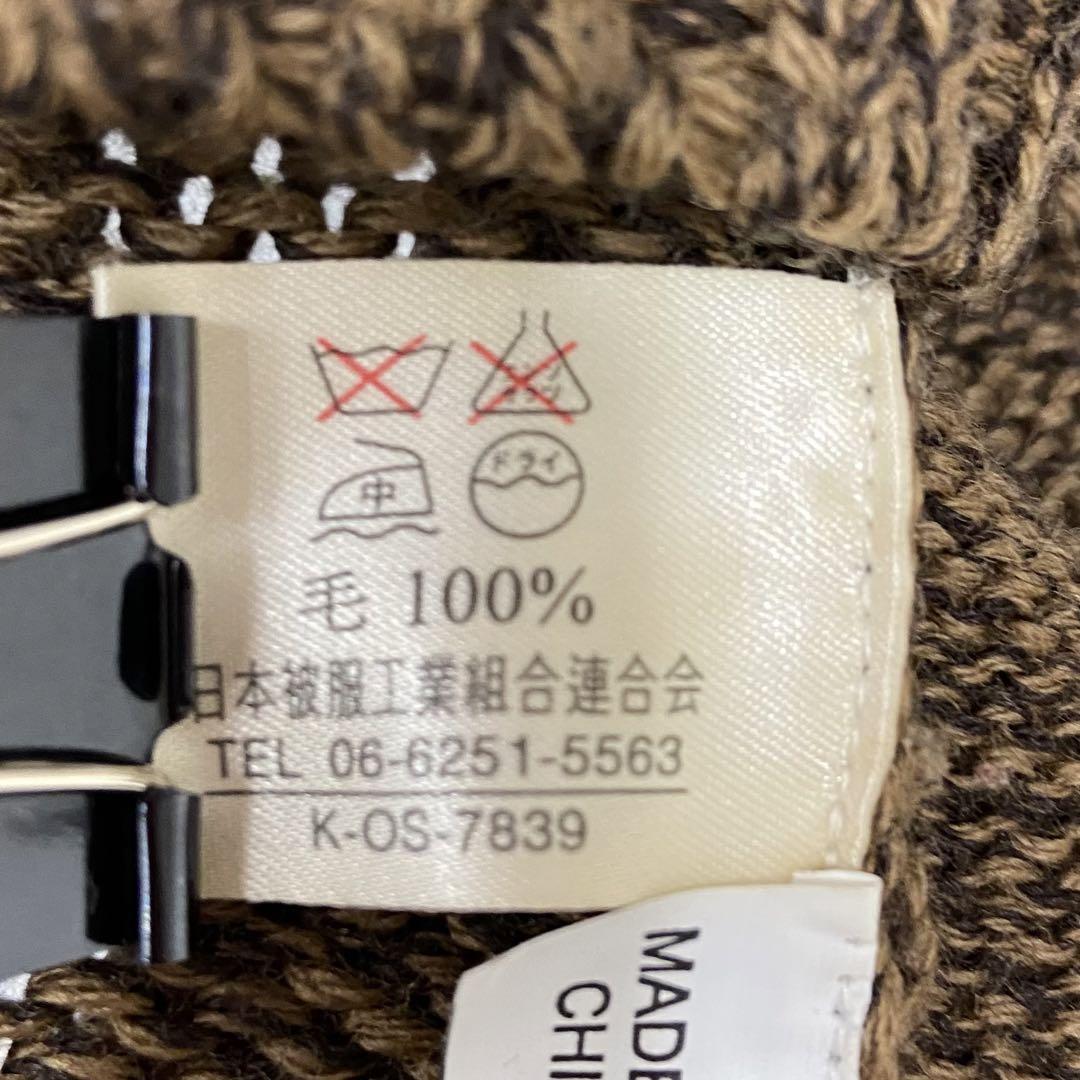 中
ドライ
毛 100%
日本被服工業組合連合会
TEL 06-6251-5563
K-OS-7839
MADE
CHI